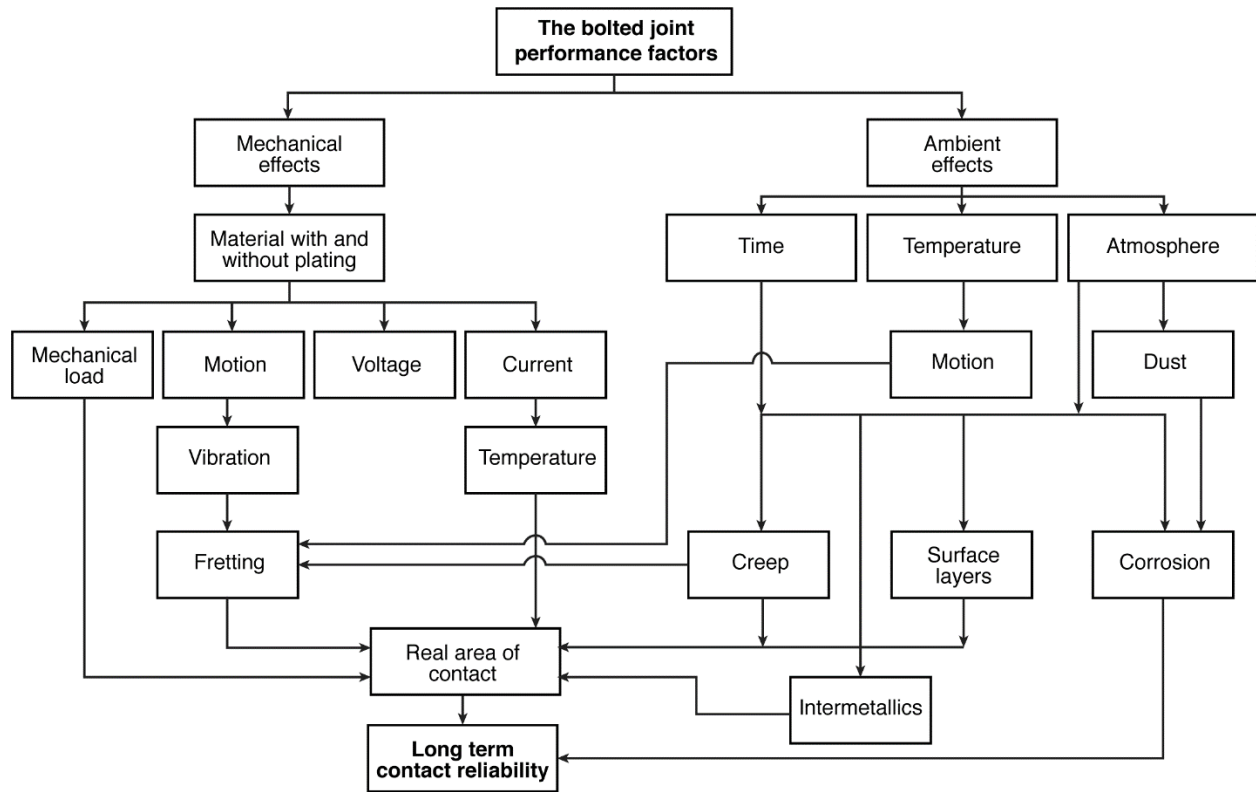 The bolted joint
performance factors
Mechanical
effects
Ambient
effects
Material with and
without plating
Time
Temperature
Atmosphere
Mechanical
load
Motion
Voltage
Current
Motion
Dust
Vibration
Temperature
Fretting
Creep
Surface
layers
Corrosion
Real area of
contact
Intermetallics
Long term
contact reliability